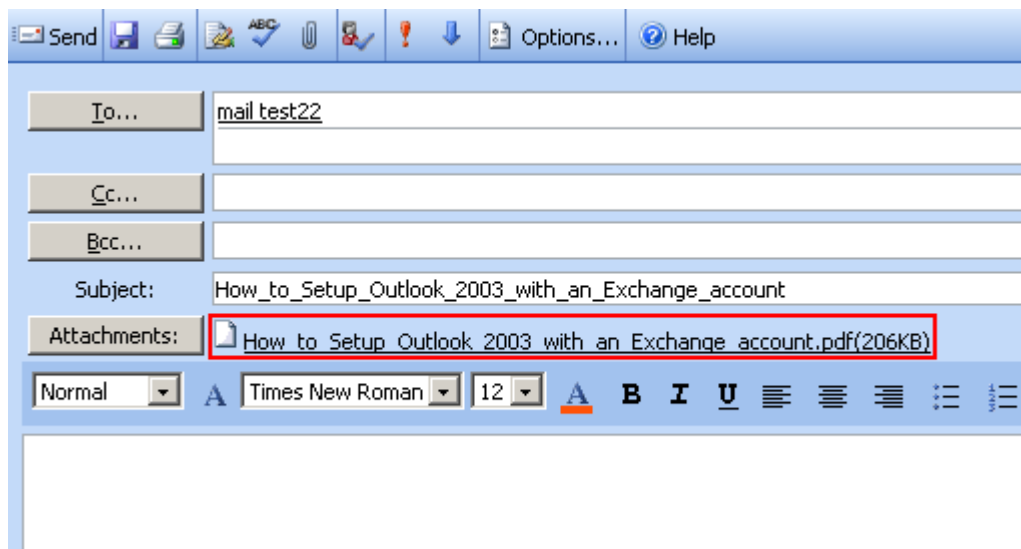 Send ABC Options... Help
To... mail test22
Cc...
Bcc...
Subject: How_to_Setup_Outlook_2003_with_an_Exchange_account
Attachments: How_to_Setup_Outlook_2003_with_an_Exchange_account.pdf(206KB)
Normal A Times New Roman 12 A B I U